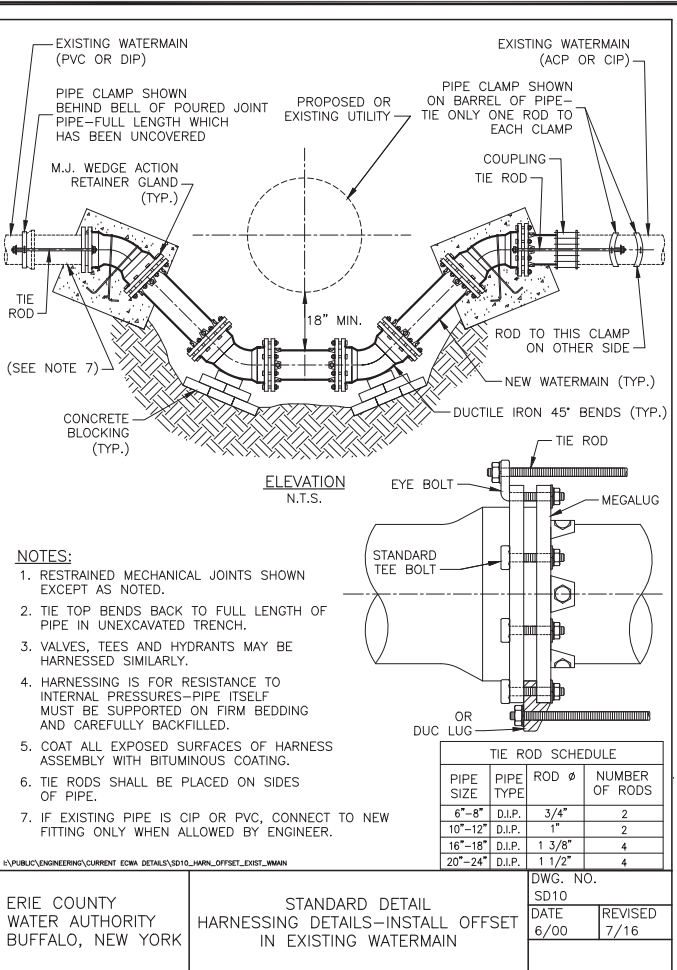 EXISTING WATERMAIN
(PVC OR DIP)
EXISTING WATERMAIN
(ACP OR CIP)
PIPE CLAMP SHOWN
BEHIND BELL OF POURED JOINT
PIPE-FULL LENGTH WHICH
HAS BEEN UNCOVERED
PROPOSED OR
EXISTING UTILITY
PIPE CLAMP SHOWN
ON BARREL OF PIPE-
TIE ONLY ONE ROD TO
EACH CLAMP
M.J. WEDGE ACTION
RETAINER GLAND
(TYP.)
COUPLING
TIE ROD
TIE
ROD
18" MIN.
ROD TO THIS CLAMP
ON OTHER SIDE
(SEE NOTE 7)
NEW WATERMAIN (TYP.)
CONCRETE
BLOCKING
(TYP.)
DUCTILE IRON 45° BENDS (TYP.)
ELEVATION
N.T.S.
TIE ROD
EYE BOLT
MEGALUG
STANDARD
TEE BOLT
OR
DUC LUG
NOTES:
1. RESTRAINED MECHANICAL JOINTS SHOWN
EXCEPT AS NOTED.
2. TIE TOP BENDS BACK TO FULL LENGTH OF
PIPE IN UNEXCAVATED TRENCH.
3. VALVES, TEES AND HYDRANTS MAY BE
HARNESSED SIMILARLY.
4. HARNESSING IS FOR RESISTANCE TO
INTERNAL PRESSURES-PIPE ITSELF
MUST BE SUPPORTED ON FIRM BEDDING
AND CAREFULLY BACKFILLED.
5. COAT ALL EXPOSED SURFACES OF HARNESS
ASSEMBLY WITH BITUMINOUS COATING.
6. TIE RODS SHALL BE PLACED ON SIDES
OF PIPE.
7. IF EXISTING PIPE IS CIP OR PVC, CONNECT TO NEW
FITTING ONLY WHEN ALLOWED BY ENGINEER.
TIE ROD SCHEDULE
PIPE SIZE PIPE TYPE ROD ø NUMBER OF RODS
6"-8" D.I.P. 3/4" 2
10"-12" D.I.P. 1" 2
16"-18" D.I.P. 1 3/8" 4
20"-24" D.I.P. 1 1/2" 4
I:\PUBLIC\ENGINEERING\CURRENT ECWA DETAILS\SD10_HARN_OFFSET_EXIST_WMAIN
ERIE COUNTY
WATER AUTHORITY
BUFFALO, NEW YORK
STANDARD DETAIL
HARNESSING DETAILS-INSTALL OFFSET
IN EXISTING WATERMAIN
DWG. NO.
SD10
DATE REVISED
6/00 7/16